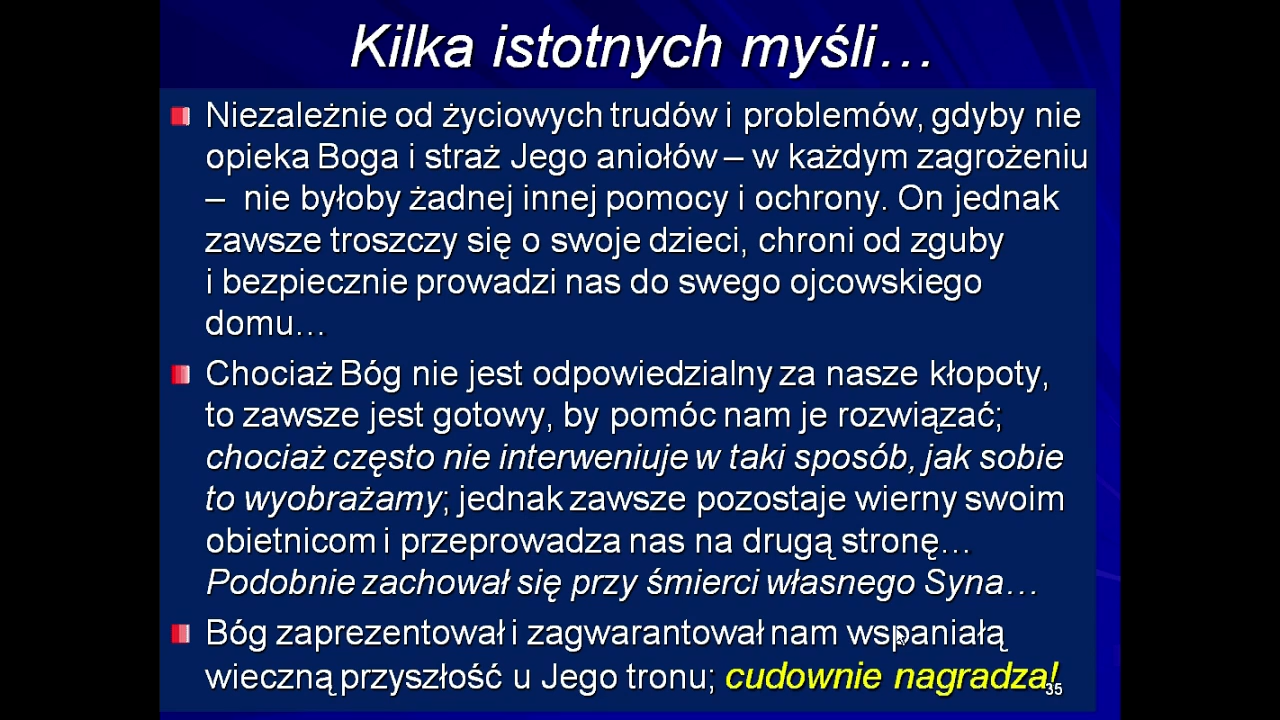 Kilka istotnych myśli…
Niezależnie od życiowych trudów i problemów, gdyby nie
opieka Boga i straż Jego aniołów – w każdym zagrożeniu
– nie byłoby żadnej innej pomocy i ochrony. On jednak
zawsze troszczy się o swoje dzieci, chroni od zguby
i bezpiecznie prowadzi nas do swego ojcowskiego
domu…
Chociaż Bóg nie jest odpowiedzialny za nasze kłopoty,
to zawsze jest gotowy, by pomóc nam je rozwiązać;
chociaż często nie interweniuje w taki sposób, jak sobie
to wyobrażamy; jednak zawsze pozostaje wierny swoim
obietnicom i przeprowadza nas na drugą stronę…
Podobnie zachował się przy śmierci własnego Syna…
Bóg zaprezentował i zagwarantował nam wspaniałą
wieczną przyszłość u Jego tronu; cudownie nagradza!
35